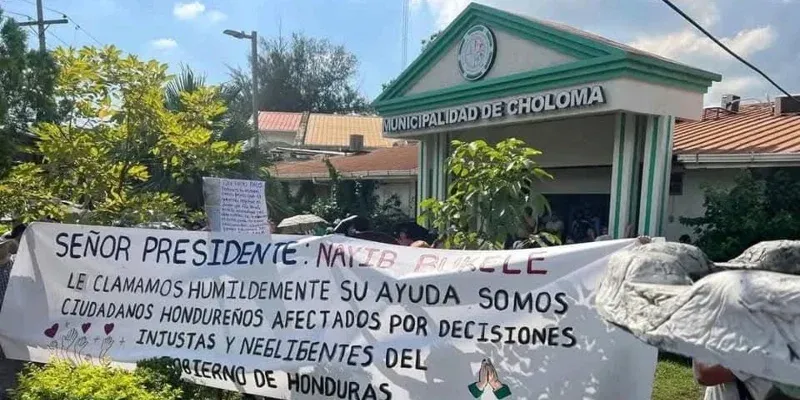 MUNICIPALIDAD DE CHOLOMA
SEÑOR PRESIDENTE: NAYIB BUKELE
LE CLAMAMOS HUMILDEMENTE SU AYUDA SOMOS
CIUDADANOS HONDUREÑOS AFECTADOS POR DECISIONES
INJUSTAS Y NEGLIGENTES DEL
GOBIERNO DE HONDURAS